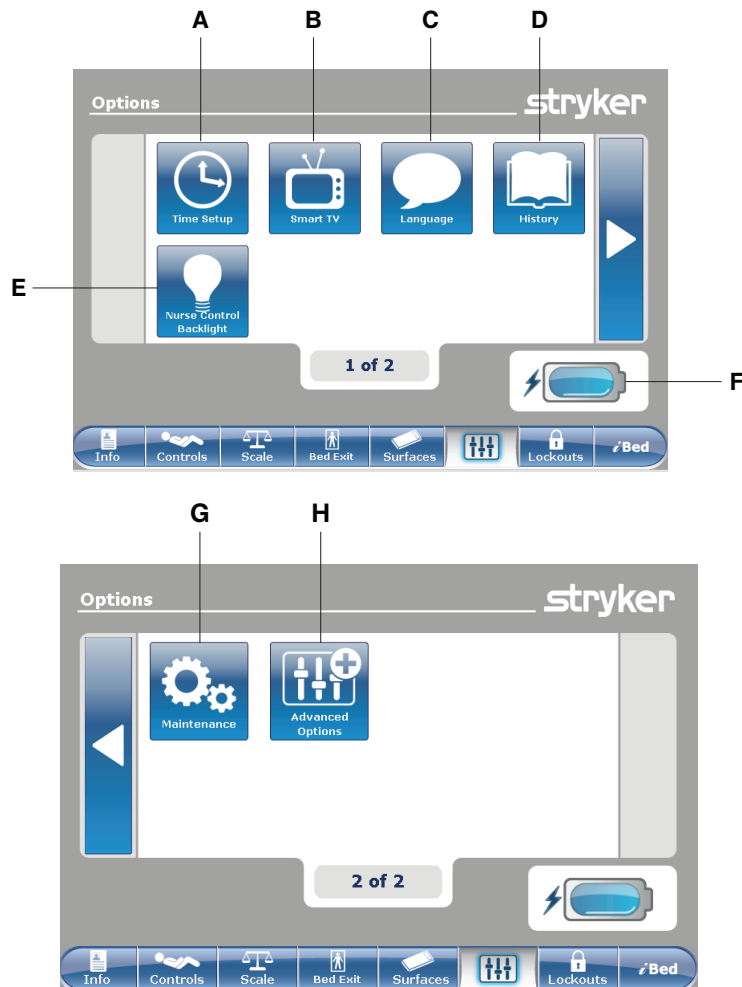 A B C D
Options stryker
Time Setup Smart TV Language History
E
Nurse Control
Backlight
1 of 2
F
Info Controls Scale Bed Exit Surfaces Lockouts iBed
G H
Options stryker
Maintenance Advanced
Options
2 of 2
Info Controls Scale Bed Exit Surfaces Lockouts iBed